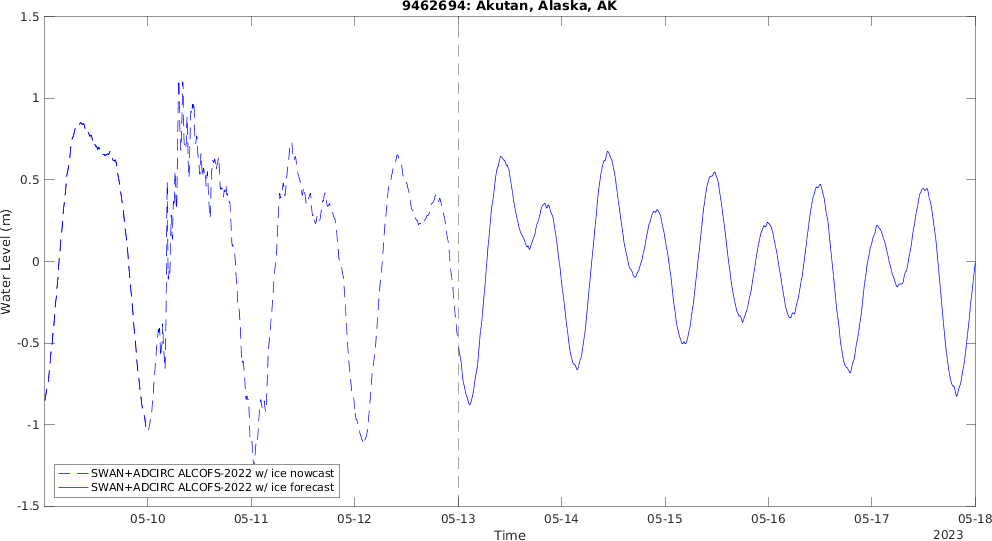 9462694: Akutan, Alaska, AK
1.5
1
0.5
0
-0.5
-1
-1.5
Water Level (m)
SWAN+ADCIRC ALCOFS-2022 w/ ice nowcast
SWAN+ADCIRC ALCOFS-2022 w/ ice forecast
05-10 05-11 05-12 05-13 05-14 05-15 05-16 05-17 05-18
Time
2023